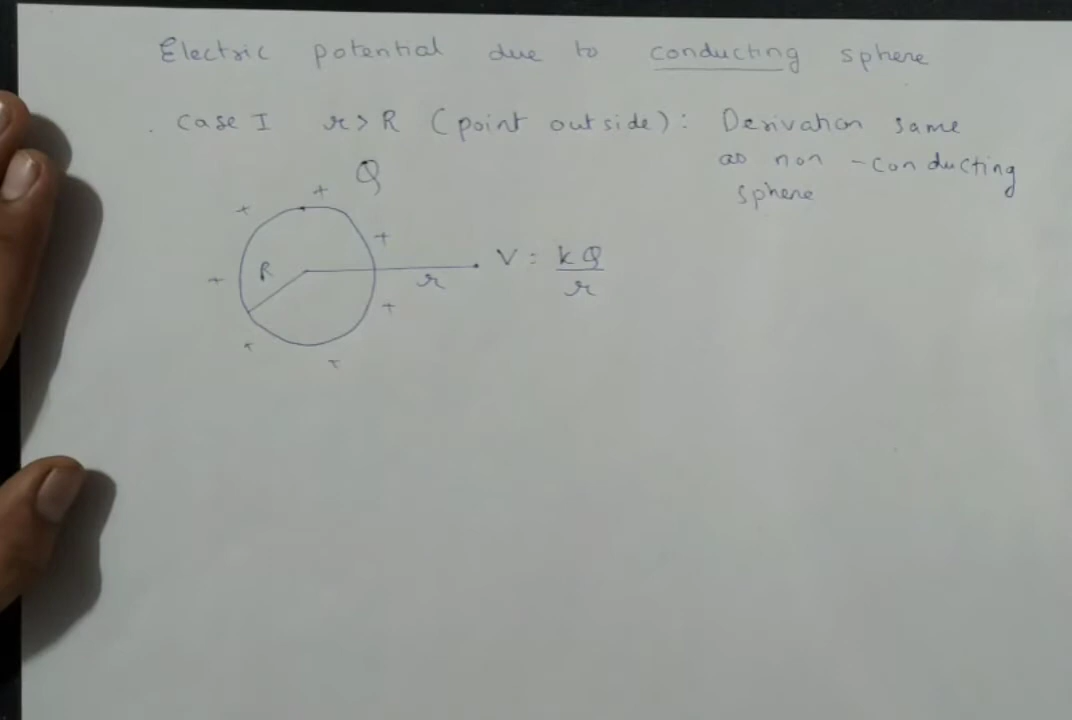 Electric potential due to conducting sphere
Case I r > R (point outside): Derivation same
as non-conducting
sphere
Q
+ + + + + + + +
R
r
V = kQ/r